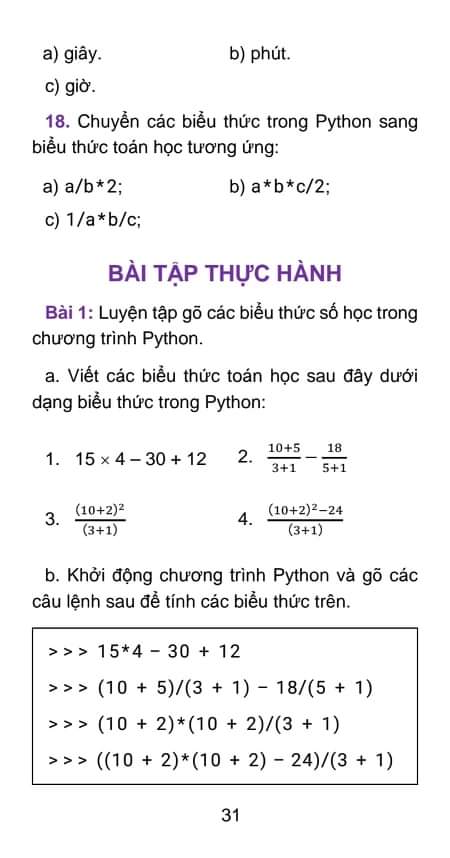 a) giây. b) phút.
c) giờ.
18. Chuyển các biểu thức trong Python sang
biểu thức toán học tương ứng:
a) a/b*2; b) a*b*c/2;
c) 1/a*b/c;
BÀI TẬP THỰC HÀNH
Bài 1: Luyện tập gõ các biểu thức số học trong
chương trình Python.
a. Viết các biểu thức toán học sau đây dưới
dạng biểu thức trong Python:
1. 15 × 4 – 30 + 12 2. (10+5)/(3+1) − 18/(5+1)
3. (10+2)²/(3+1) 4. ((10+2)²−24)/(3+1)
b. Khởi động chương trình Python và gõ các
câu lệnh sau để tính các biểu thức trên.
>>> 15*4 – 30 + 12
>>> (10 + 5)/(3 + 1) – 18/(5 + 1)
>>> (10 + 2)*(10 + 2)/(3 + 1)
>>> ((10 + 2)*(10 + 2) – 24)/(3 + 1)
31